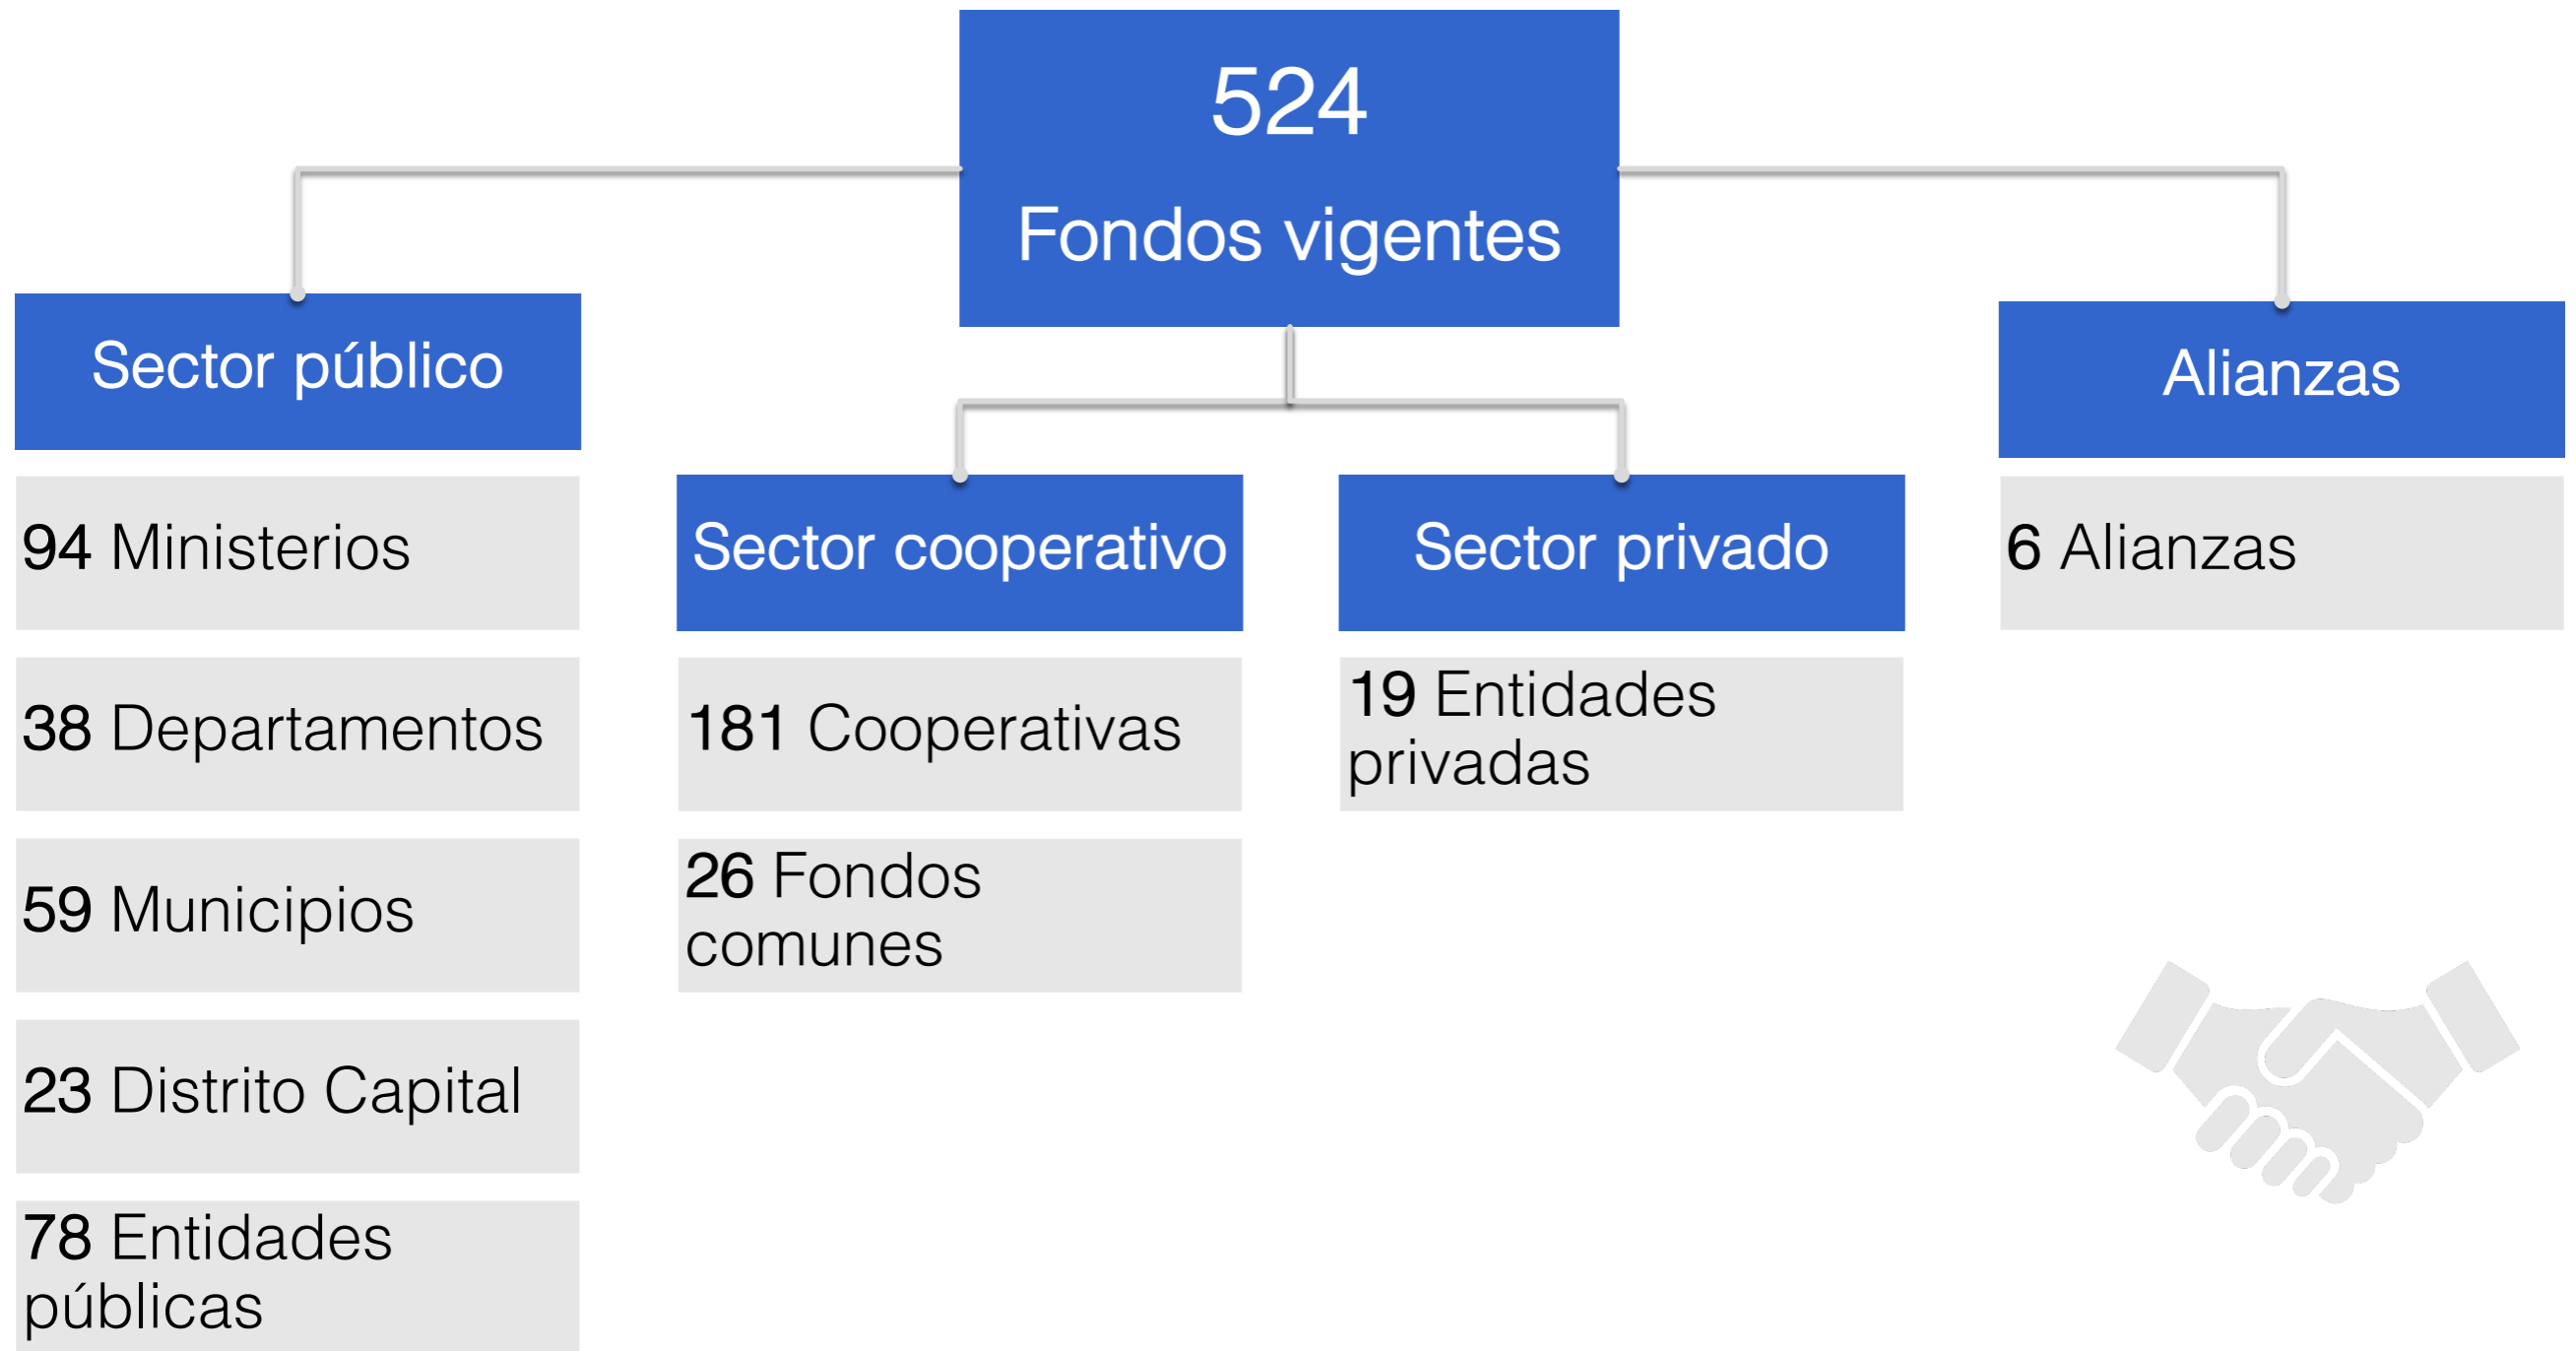 524
Fondos vigentes
Sector público
94 Ministerios
38 Departamentos
59 Municipios
23 Distrito Capital
78 Entidades
públicas
Sector cooperativo
181 Cooperativas
26 Fondos
comunes
Sector privado
19 Entidades
privadas
Alianzas
6 Alianzas